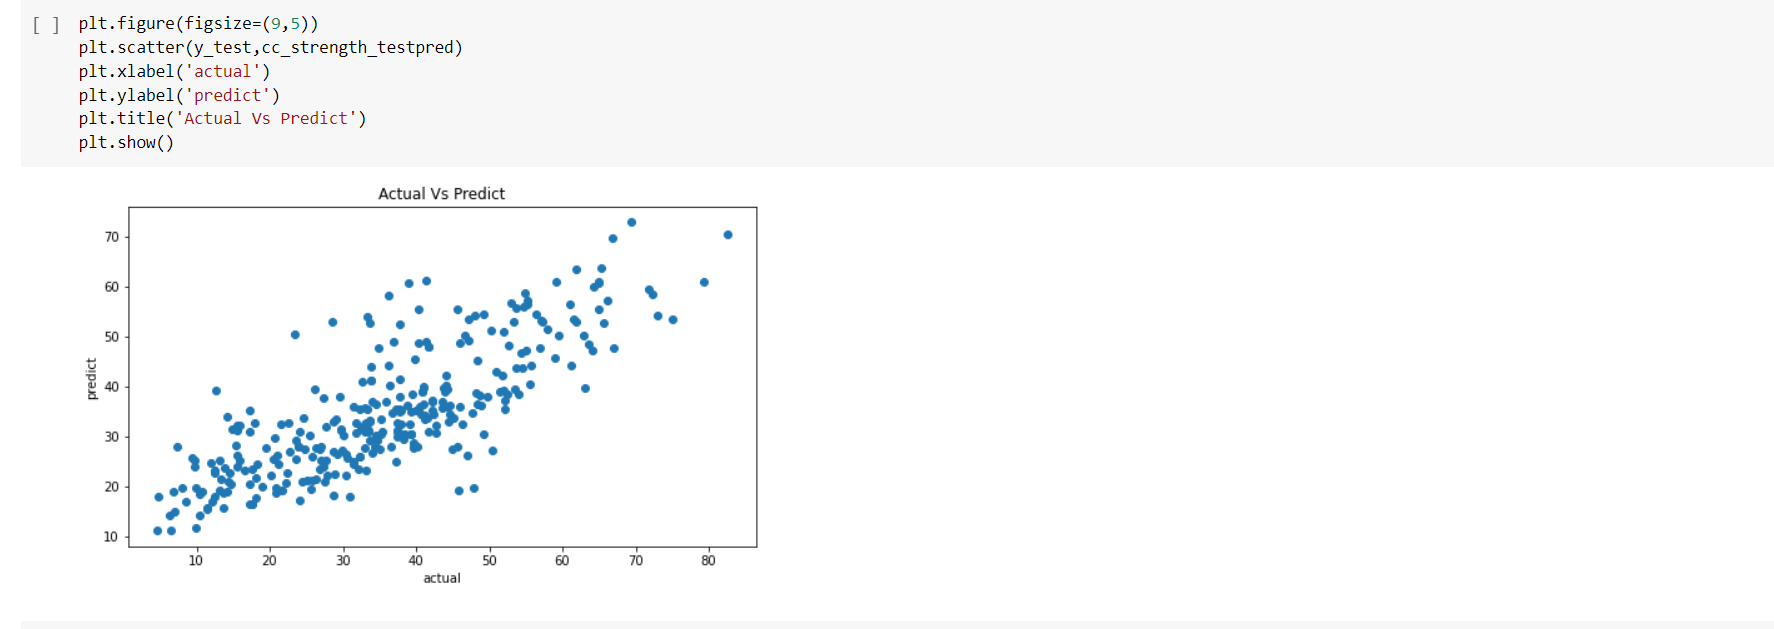 [ ] plt.figure(figsize=(9,5))
plt.scatter(y_test,cc_strength_testpred)
plt.xlabel('actual')
plt.ylabel('predict')
plt.title('Actual Vs Predict')
plt.show()
Actual Vs Predict
70
60
50
40
30
20
10
predict
10 20 30 40 50 60 70 80
actual